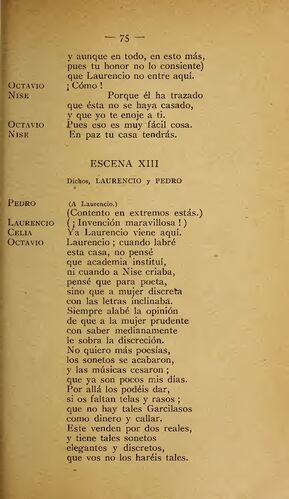 — 75 —
y aunque en todo, en esto más,
pues tu honor no lo consiente)
que Laurencio no entre aquí.
OCTAVIO ¡ Cómo !
NISE Porque él ha trazado
que ésta no se haya casado,
y que yo te enoje a ti.
OCTAVIO Pues eso es muy fácil cosa.
NISE En paz tu casa tendrás.
ESCENA XIII
Dichos, LAURENCIO y PEDRO
PEDRO (A Laurencio.)
(Contento en extremos estás.)
LAURENCIO (¡ Invención maravillosa ! )
CELIA Ya Laurencio viene aquí.
OCTAVIO Laurencio ; cuando labré
esta casa, no pensé
que academia instituí,
ni cuando a Nise criaba,
pensé que para poeta,
sino que a mujer discreta
con las letras inclinaba.
Siempre alabé la opinión
de que a la mujer prudente
con saber medianamente
le sobra la discreción.
No quiero más poesías,
los sonetos se acabaron,
y las músicas cesaron ;
que ya son pocos mis días.
Por allá los podéis dar,
si os faltan telas y rasos ;
que no hay tales Garcilasos
como dinero y callar.
Este venden por dos reales,
y tiene tales sonetos
elegantes y discretos,
que vos no los haréis tales.